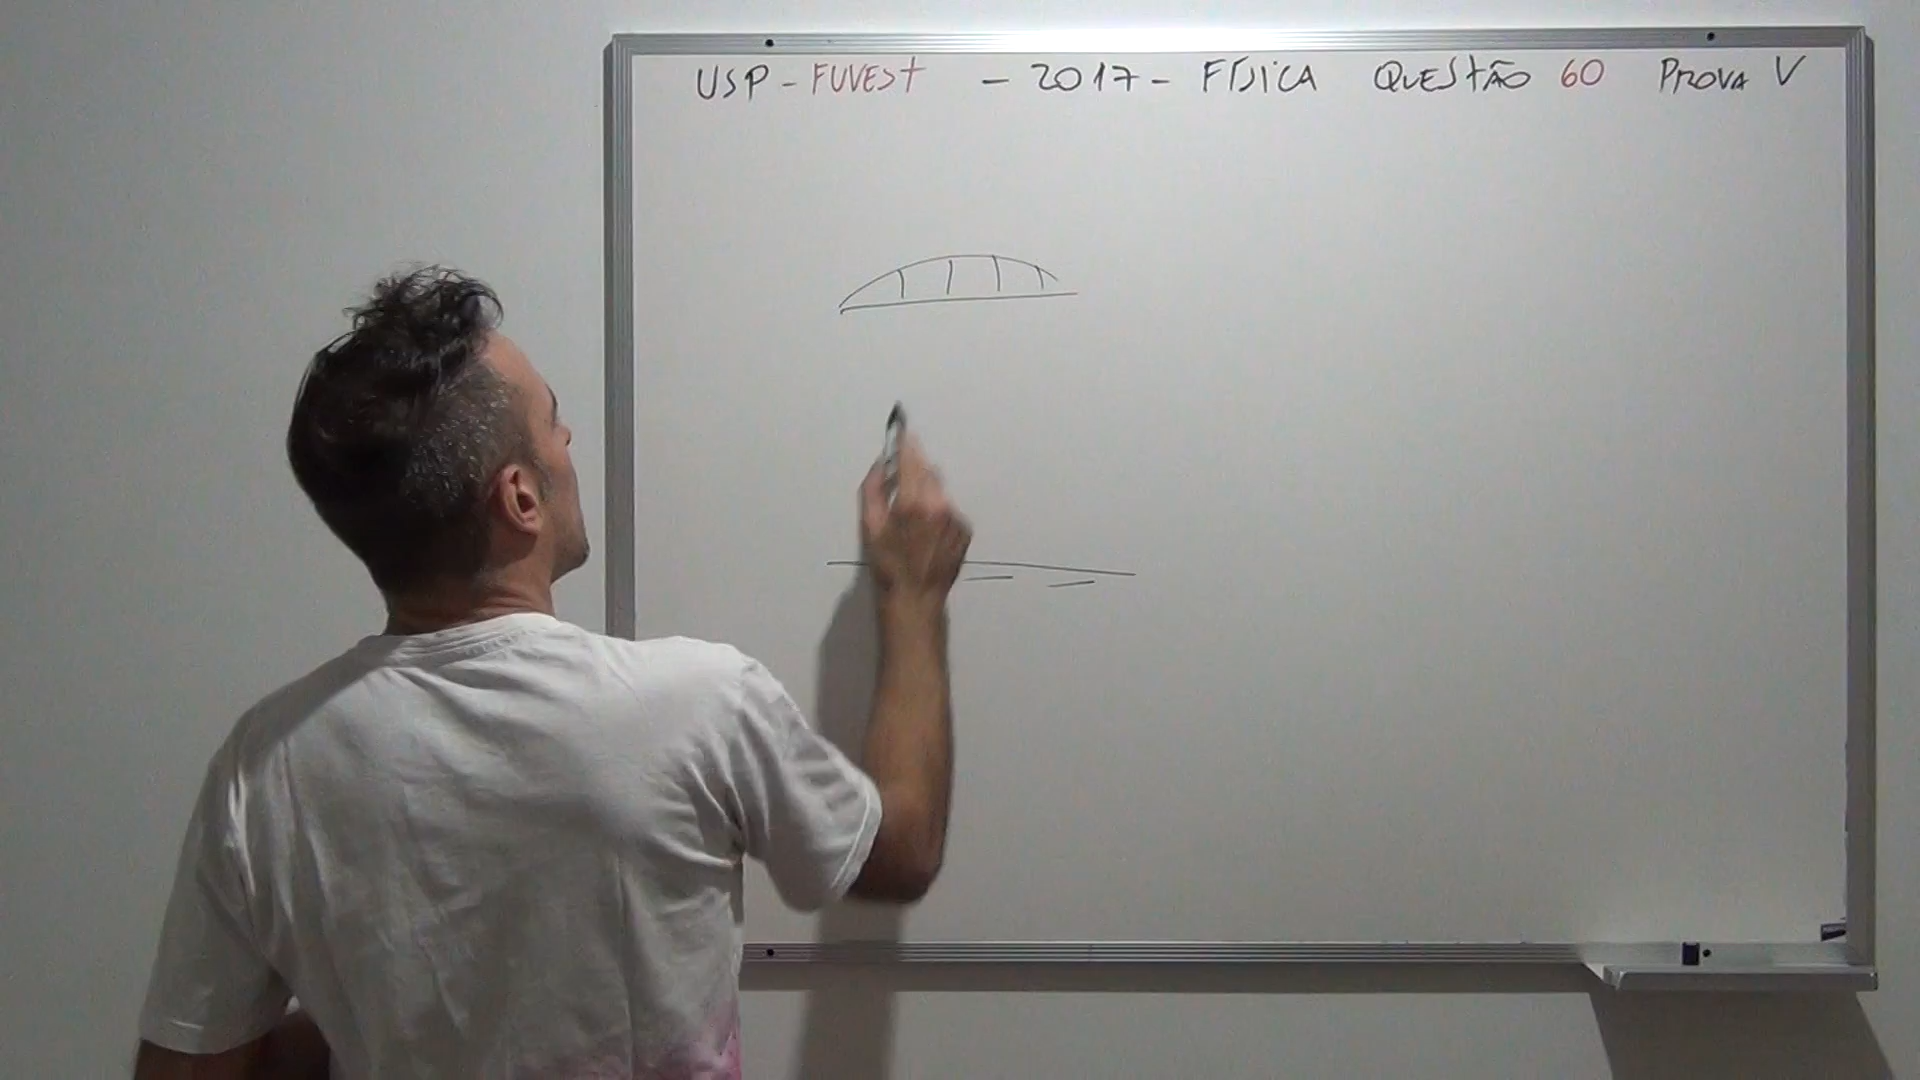 USP - FUVEST - 2017 - FÍSICA QUESTÃO 60 PROVA V